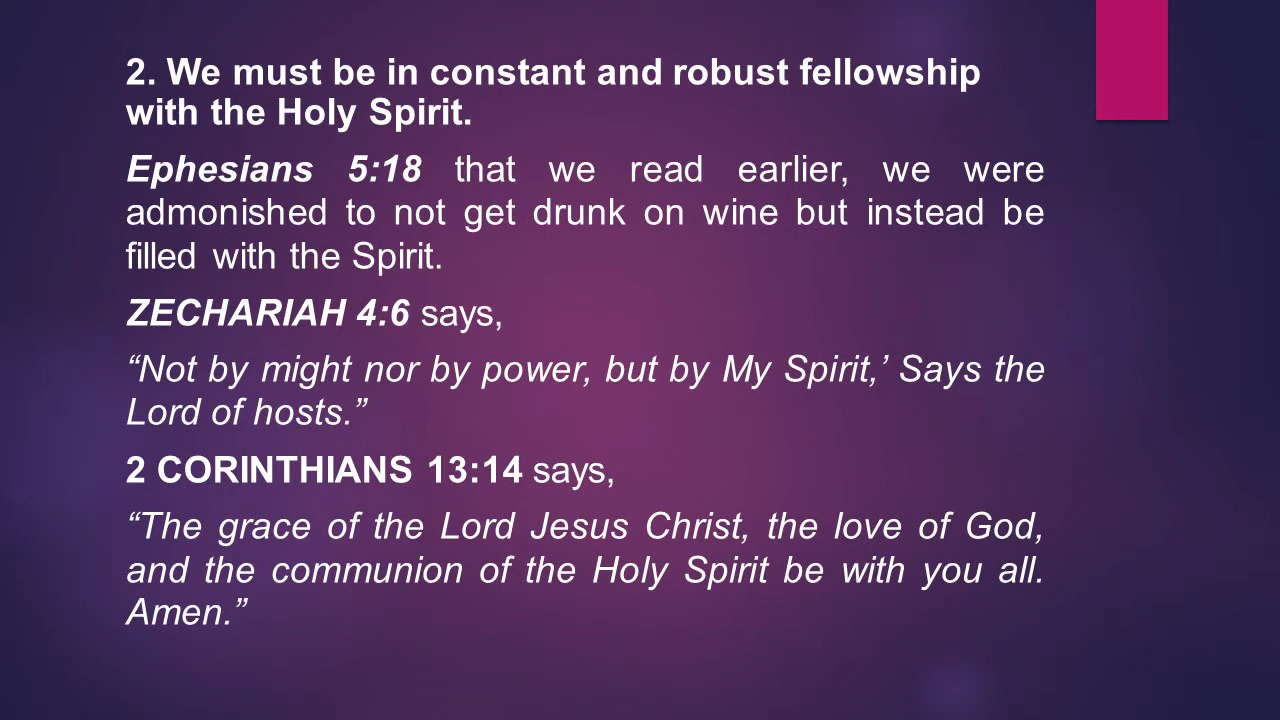 2. We must be in constant and robust fellowship
with the Holy Spirit.
Ephesians 5:18 that we read earlier, we were
admonished to not get drunk on wine but instead be
filled with the Spirit.
ZECHARIAH 4:6 says,
“Not by might nor by power, but by My Spirit,’ Says the
Lord of hosts.”
2 CORINTHIANS 13:14 says,
“The grace of the Lord Jesus Christ, the love of God,
and the communion of the Holy Spirit be with you all.
Amen.”